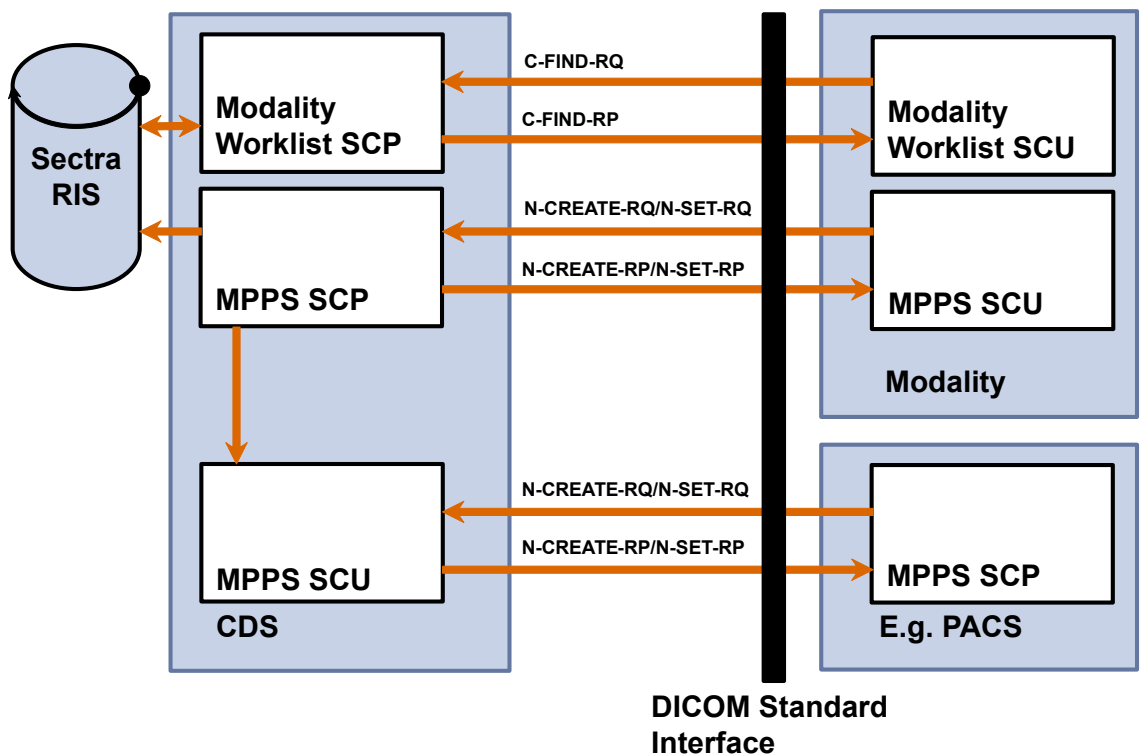 C-FIND-RQ
Modality
Worklist SCP
C-FIND-RP
Modality
Worklist SCU
Sectra
RIS
N-CREATE-RQ/N-SET-RQ
N-CREATE-RP/N-SET-RP
MPPS SCP
MPPS SCU
Modality
N-CREATE-RQ/N-SET-RQ
N-CREATE-RP/N-SET-RP
MPPS SCU
MPPS SCP
CDS
E.g. PACS
DICOM Standard
Interface